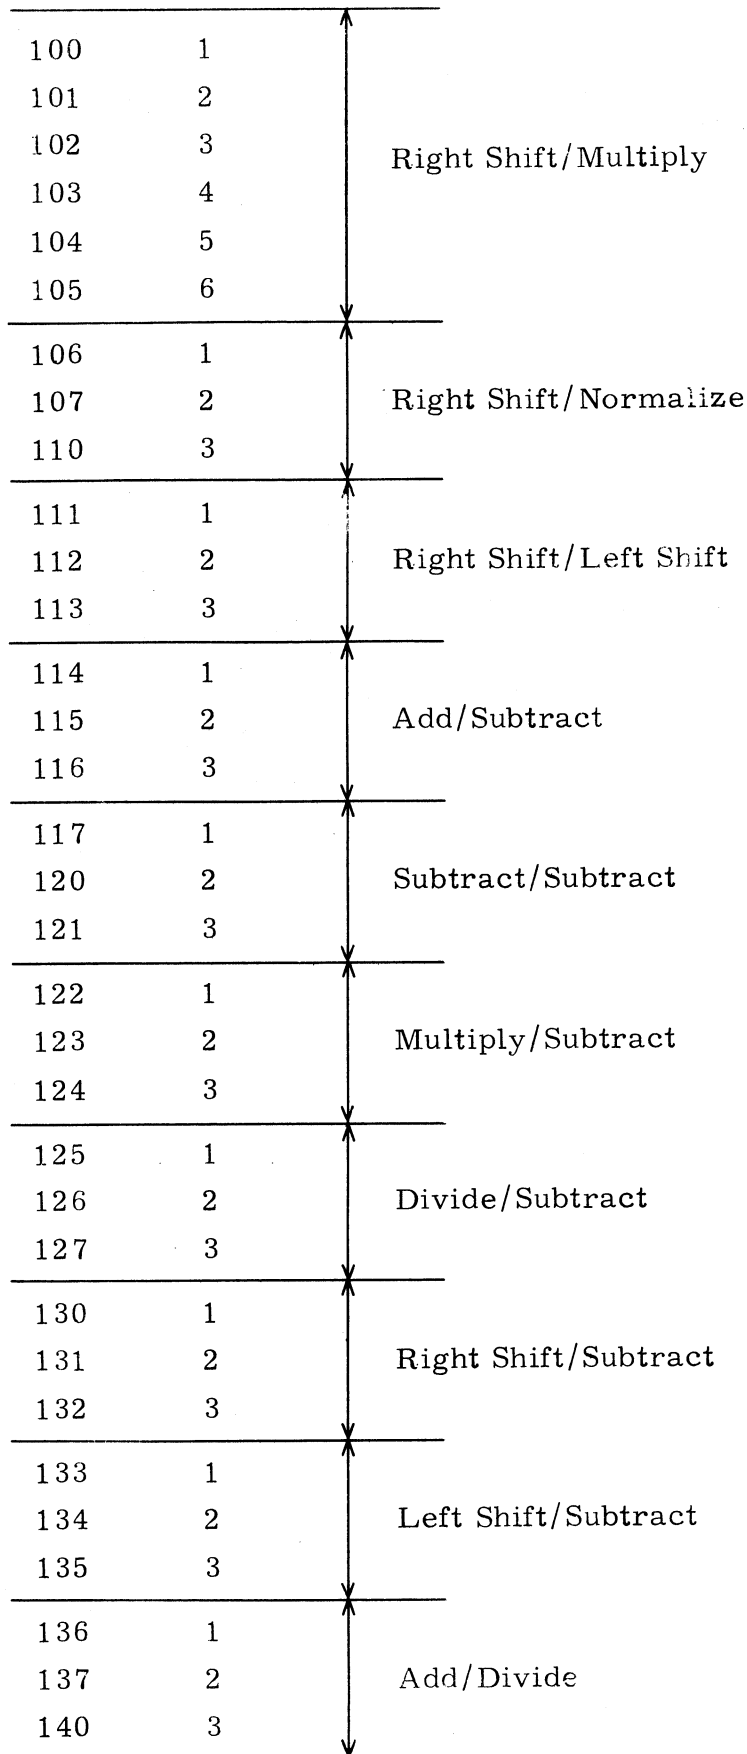 100 1
101 2
102 3
Right Shift/Multiply
103 4
104 5
105 6
106 1
107 2 Right Shift/Normalize
110 3
111 1
112 2 Right Shift/Left Shift
113 3
114 1
115 2 Add/Subtract
116 3
117 1
120 2 Subtract/Subtract
121 3
122 1
123 2 Multiply/Subtract
124 3
125 1
126 2 Divide/Subtract
127 3
130 1
131 2 Right Shift/Subtract
132 3
133 1
134 2 Left Shift/Subtract
135 3
136 1
137 2 Add/Divide
140 3